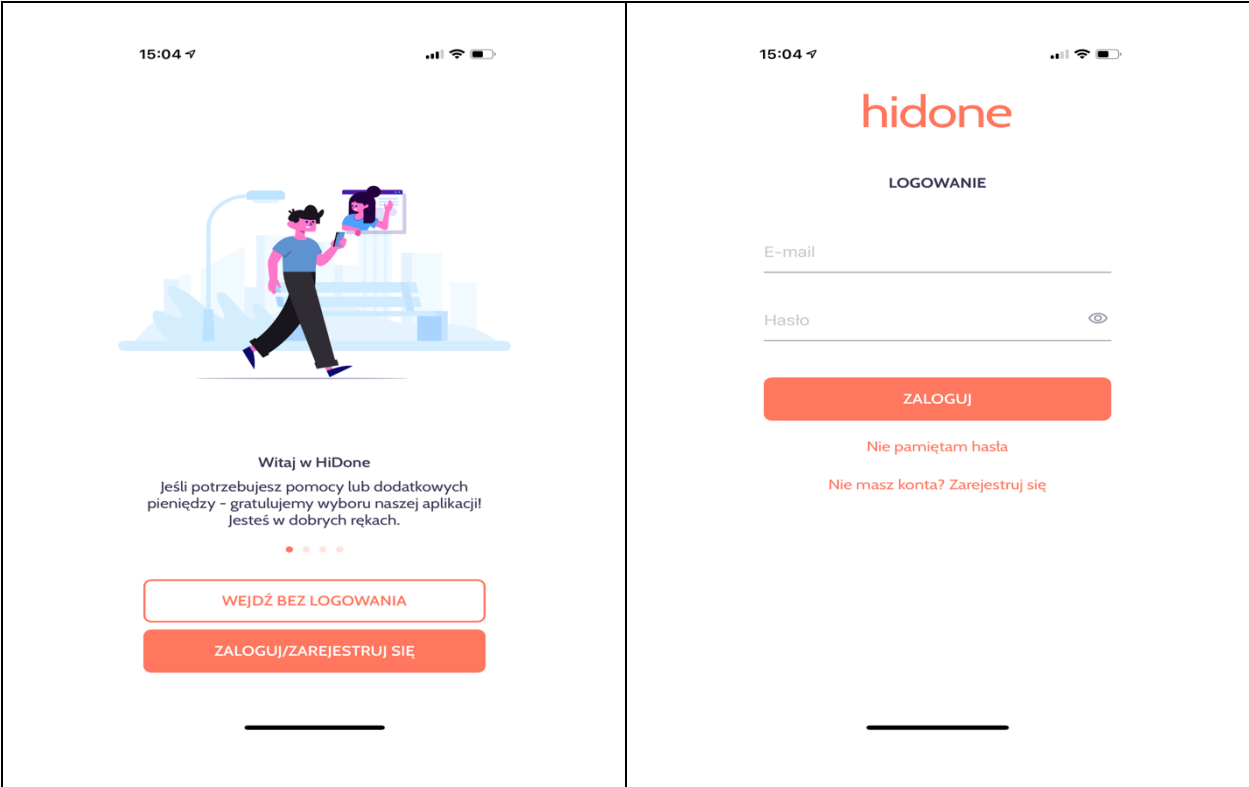 15:04
Witaj w HiDone
Jeśli potrzebujesz pomocy lub dodatkowych
pieniędzy - gratulujemy wyboru naszej aplikacji!
Jesteś w dobrych rękach.
WEJDŹ BEZ LOGOWANIA
ZALOGUJ/ZAREJESTRUJ SIĘ
15:04
hidone
LOGOWANIE
E-mail
Hasło
ZALOGUJ
Nie pamiętam hasła
Nie masz konta? Zarejestruj się